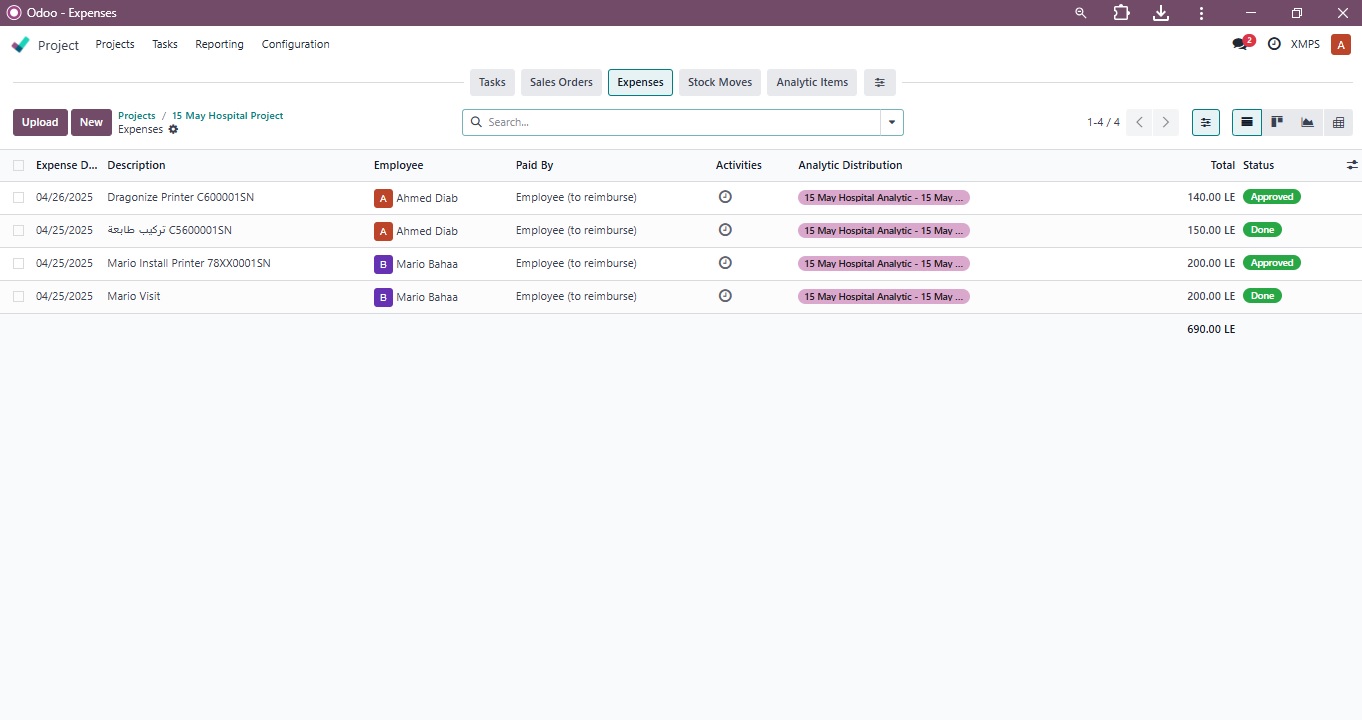 Odoo - Expenses
Project Projects Tasks Reporting Configuration 2 XMPS A
Tasks Sales Orders Expenses Stock Moves Analytic Items
Upload New Projects / 15 May Hospital Project
Expenses
Search...
1-4 / 4
Expense D... Description Employee Paid By Activities Analytic Distribution Total Status
04/26/2025 Dragonize Printer C600001SN A Ahmed Diab Employee (to reimburse) 15 May Hospital Analytic - 15 May ... 140.00 LE Approved
04/25/2025 تركيب طابعة C5600001SN A Ahmed Diab Employee (to reimburse) 15 May Hospital Analytic - 15 May ... 150.00 LE Done
04/25/2025 Mario Install Printer 78XX0001SN B Mario Bahaa Employee (to reimburse) 15 May Hospital Analytic - 15 May ... 200.00 LE Approved
04/25/2025 Mario Visit B Mario Bahaa Employee (to reimburse) 15 May Hospital Analytic - 15 May ... 200.00 LE Done
690.00 LE